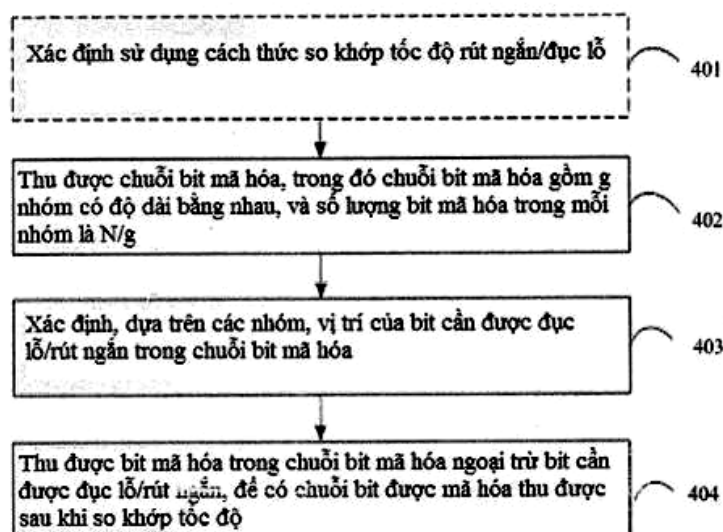 Xác định sử dụng cách thức so khớp tốc độ rút ngắn/đục lỗ
401
Thu được chuỗi bit mã hóa, trong đó chuỗi bit mã hóa gồm g
nhóm có độ dài bằng nhau, và số lượng bit mã hóa trong mỗi
nhóm là N/g
402
Xác định, dựa trên các nhóm, vị trí của bit cần được đục
lỗ/rút ngắn trong chuỗi bit mã hóa
403
Thu được bit mã hóa trong chuỗi bit mã hóa ngoại trừ bit cần
được đục lỗ/rút ngắn, để có chuỗi bit được mã hóa thu được
sau khi so khớp tốc độ
404